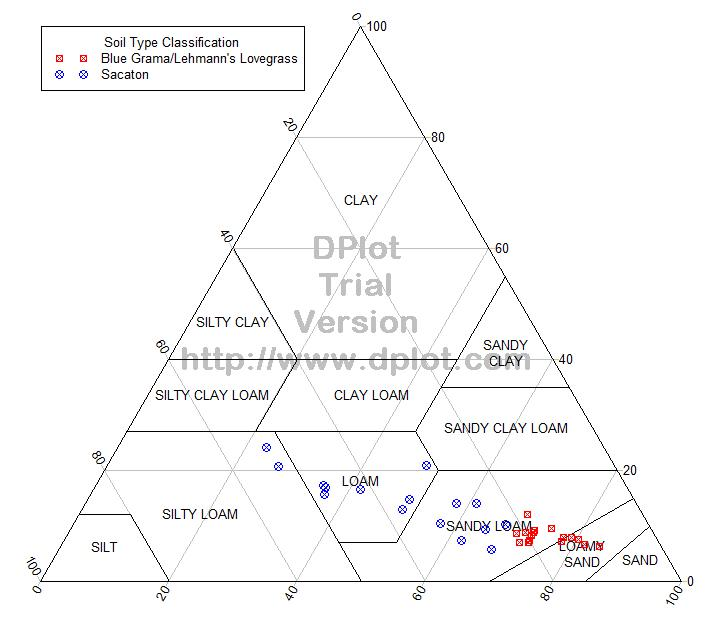 0
100
Soil Type Classification
Blue Grama/Lehmann's Lovegrass
Sacaton
20
80
CLAY
40
60
DPlot
Trial
Version
http://www.dplot.com
SILTY CLAY
SANDY
CLAY
60
40
SILTY CLAY LOAM
CLAY LOAM
SANDY CLAY LOAM
80
20
LOAM
SILTY LOAM
SANDY LOAM
SILT
LOAMY
SAND
SAND
100
0
0
20
40
60
80
100